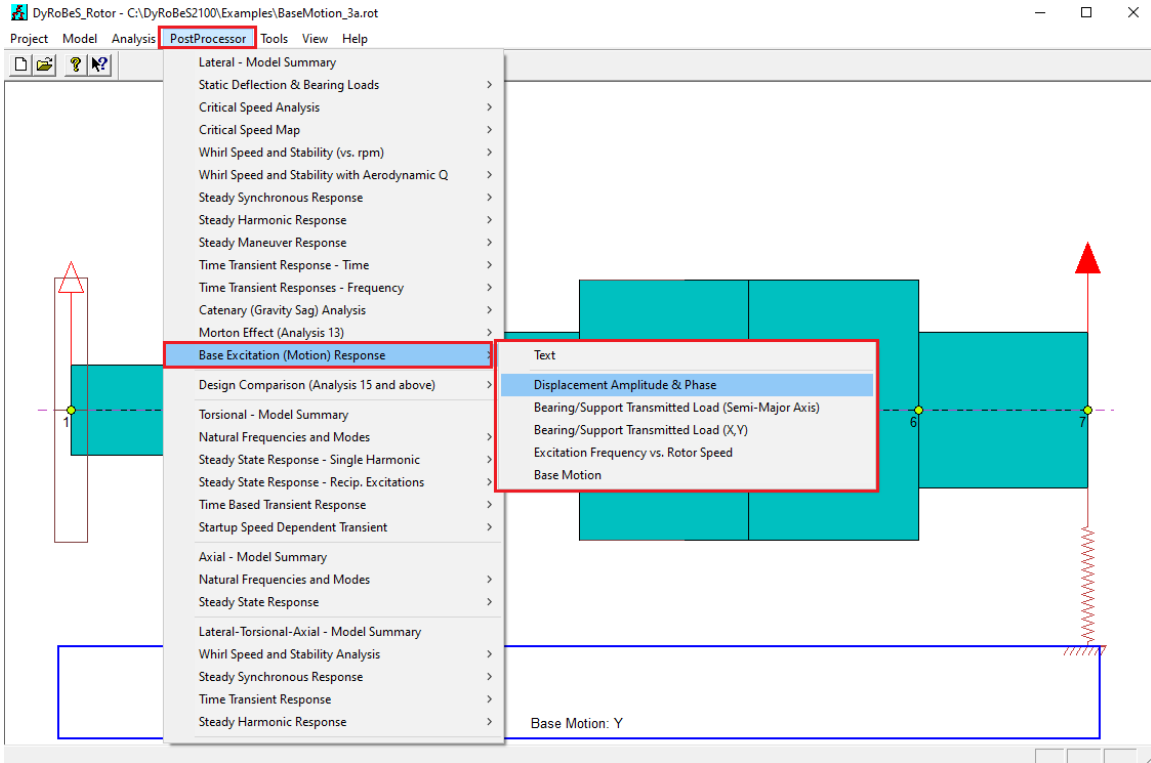 DyRoBeS_Rotor - C:\DyRoBeS2100\Examples\BaseMotion_3a.rot
Project Model Analysis PostProcessor Tools View Help
Lateral - Model Summary
Static Deflection & Bearing Loads
Critical Speed Analysis
Critical Speed Map
Whirl Speed and Stability (vs. rpm)
Whirl Speed and Stability with Aerodynamic Q
Steady Synchronous Response
Steady Harmonic Response
Steady Maneuver Response
Time Transient Response - Time
Time Transient Responses - Frequency
Catenary (Gravity Sag) Analysis
Morton Effect (Analysis 13)
Base Excitation (Motion) Response
Design Comparison (Analysis 15 and above)
Torsional - Model Summary
Natural Frequencies and Modes
Steady State Response - Single Harmonic
Steady State Response - Recip. Excitations
Time Based Transient Response
Startup Speed Dependent Transient
Axial - Model Summary
Natural Frequencies and Modes
Steady State Response
Lateral-Torsional-Axial - Model Summary
Whirl Speed and Stability Analysis
Steady Synchronous Response
Time Transient Response
Steady Harmonic Response
Text
Displacement Amplitude & Phase
Bearing/Support Transmitted Load (Semi-Major Axis)
Bearing/Support Transmitted Load (X,Y)
Excitation Frequency vs. Rotor Speed
Base Motion
1
6
7
Base Motion: Y